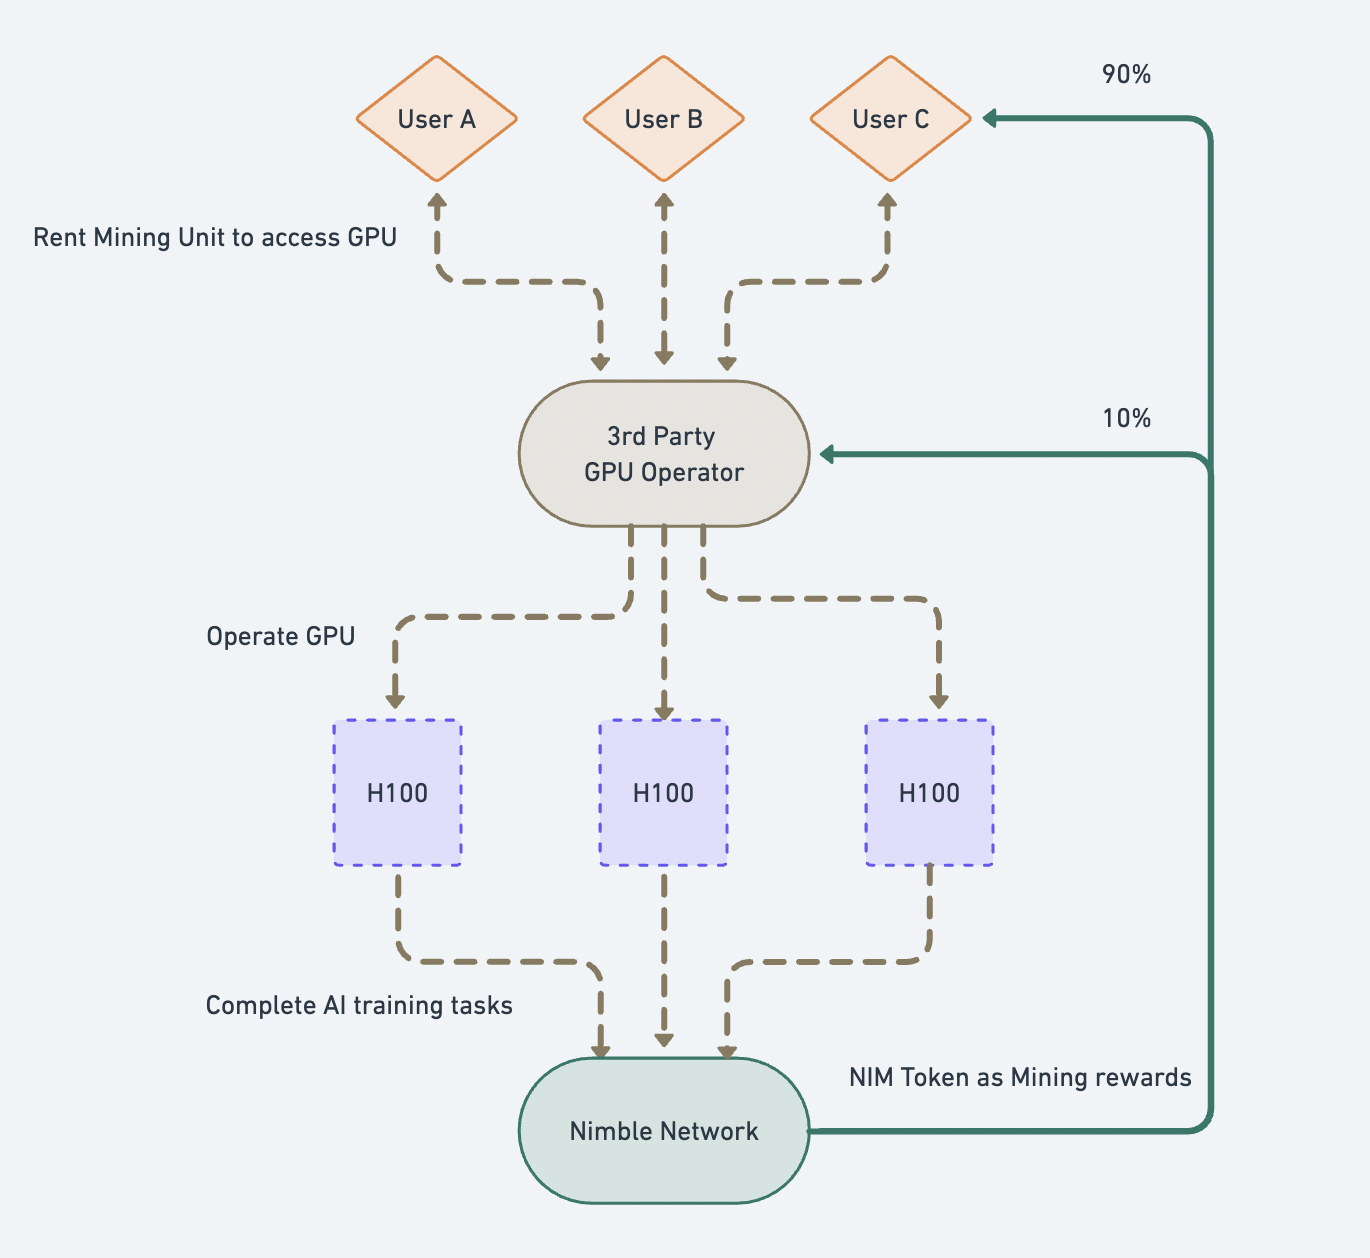 User A
User B
User C
90%
Rent Mining Unit to access GPU
3rd Party
GPU Operator
10%
Operate GPU
H100
H100
H100
Complete AI training tasks
NIM Token as Mining rewards
Nimble Network